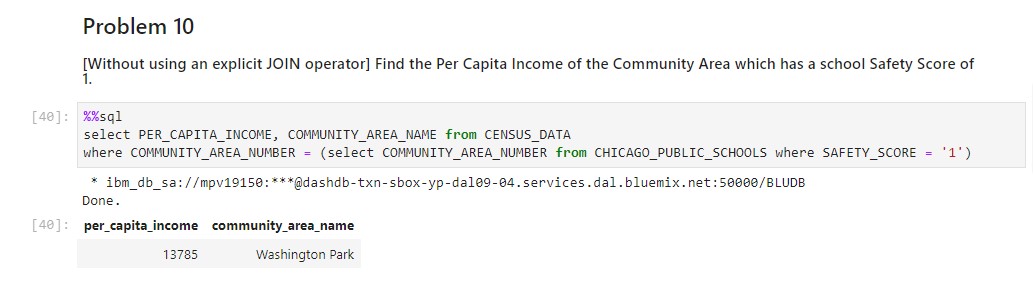 Problem 10
[Without using an explicit JOIN operator] Find the Per Capita Income of the Community Area which has a school Safety Score of
1.
[40]: %%sql
select PER_CAPITA_INCOME, COMMUNITY_AREA_NAME from CENSUS_DATA
where COMMUNITY_AREA_NUMBER = (select COMMUNITY_AREA_NUMBER from CHICAGO_PUBLIC_SCHOOLS where SAFETY_SCORE = '1')
* ibm_db_sa://mpv19150:***@dashdb-txn-sbox-yp-dal09-04.services.dal.bluemix.net:50000/BLUDB
Done.
[40]: per_capita_income community_area_name
13785 Washington Park